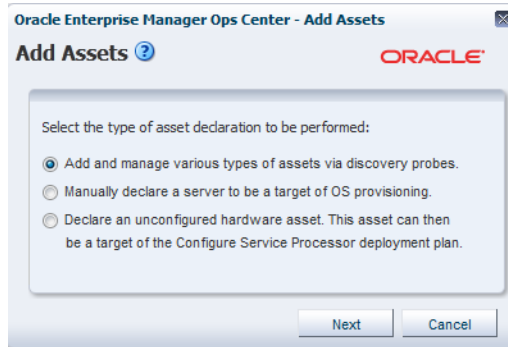 Oracle Enterprise Manager Ops Center - Add Assets
Add Assets ?
ORACLE
Select the type of asset declaration to be performed:
Add and manage various types of assets via discovery probes.
Manually declare a server to be a target of OS provisioning.
Declare an unconfigured hardware asset. This asset can then
be a target of the Configure Service Processor deployment plan.
Next
Cancel